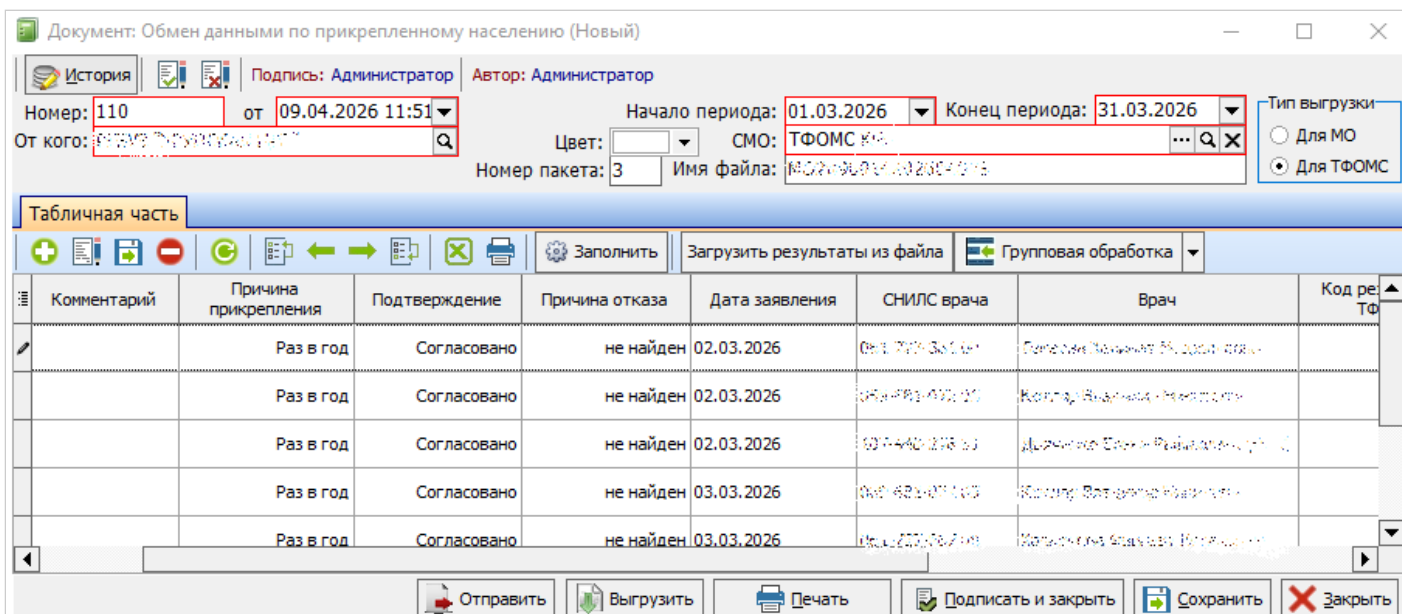 Документ: Обмен данными по прикрепленному населению (Новый)
История Подпись: Администратор Автор: Администратор
Номер: 110 от 09.04.2026 11:51 Начало периода: 01.03.2026 Конец периода: 31.03.2026 Тип выгрузки
От кого: Цвет: СМО: ТФОМС Для МО
Номер пакета: 3 Имя файла: Для ТФОМС
Табличная часть
Заполнить Загрузить результаты из файла Групповая обработка
Комментарий Причина прикрепления Подтверждение Причина отказа Дата заявления СНИЛС врача Врач Код
Раз в год Согласовано не найден 02.03.2026
Раз в год Согласовано не найден 02.03.2026
Раз в год Согласовано не найден 02.03.2026
Раз в год Согласовано не найден 03.03.2026
Раз в год Согласовано не найден 03.03.2026
Отправить Выгрузить Печать Подписать и закрыть Сохранить Закрыть